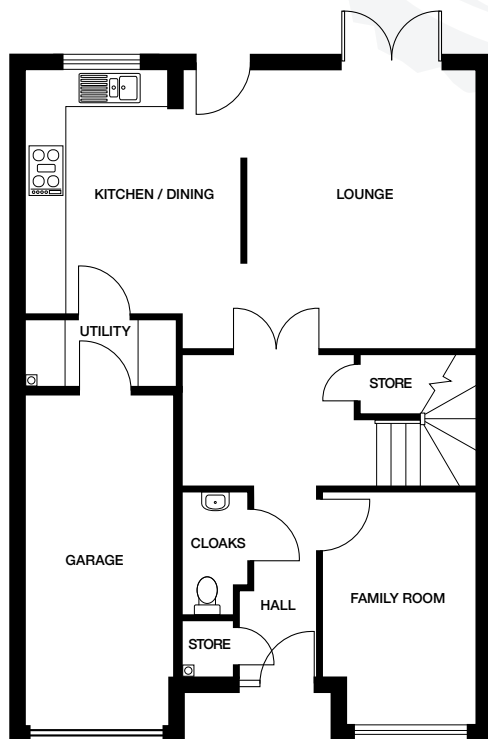 KITCHEN / DINING
LOUNGE
UTILITY
STORE
CLOAKS
GARAGE
FAMILY ROOM
HALL
STORE